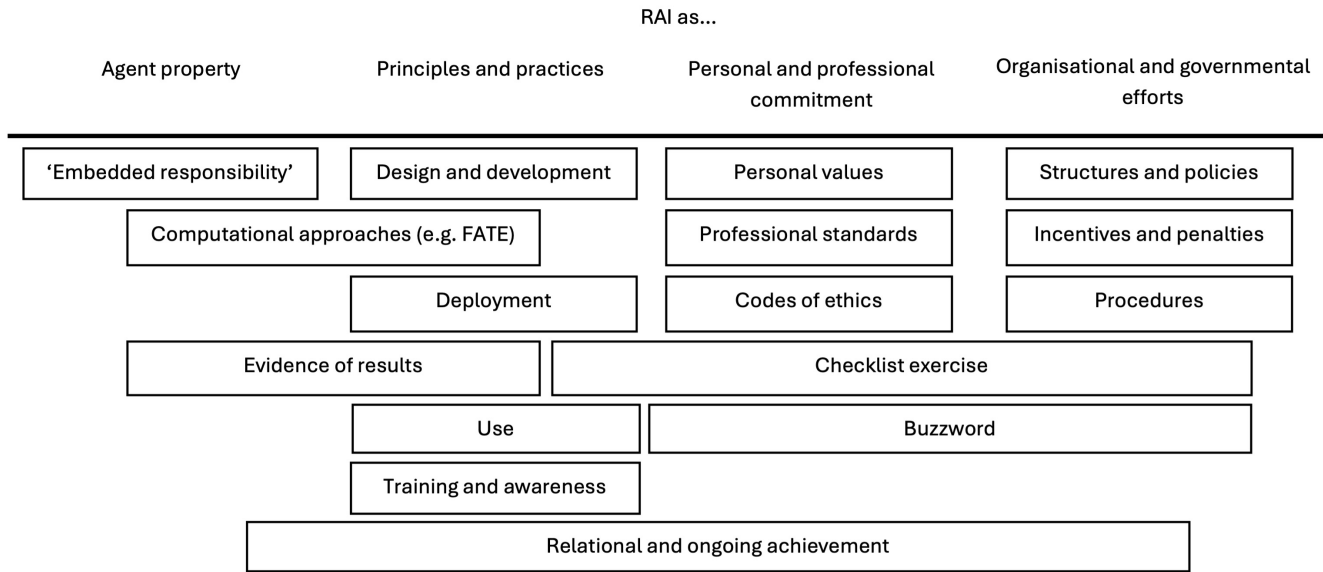 RAI as...
Agent property
Principles and practices
Personal and professional
commitment
Organisational and governmental
efforts
‘Embedded responsibility’
Design and development
Personal values
Structures and policies
Computational approaches (e.g. FATE)
Professional standards
Incentives and penalties
Deployment
Codes of ethics
Procedures
Evidence of results
Checklist exercise
Use
Buzzword
Training and awareness
Relational and ongoing achievement